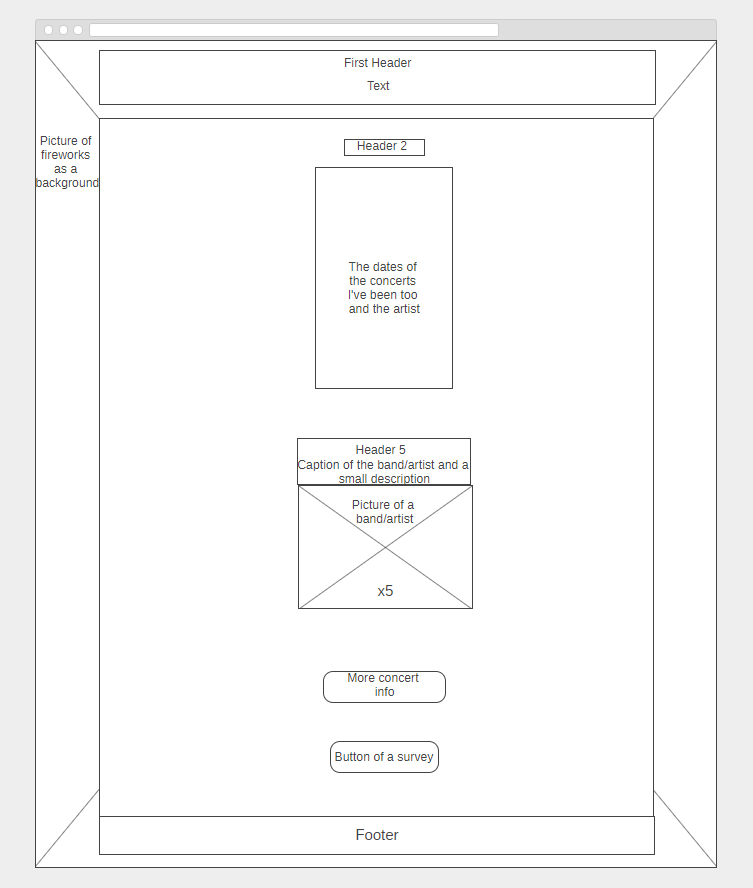 First Header
Text
Picture of
fireworks
as a
background
Header 2
The dates of
the concerts
I've been too
and the artist
Header 5
Caption of the band/artist and a
small description
Picture of a
band/artist
x5
More concert
info
Button of a survey
Footer